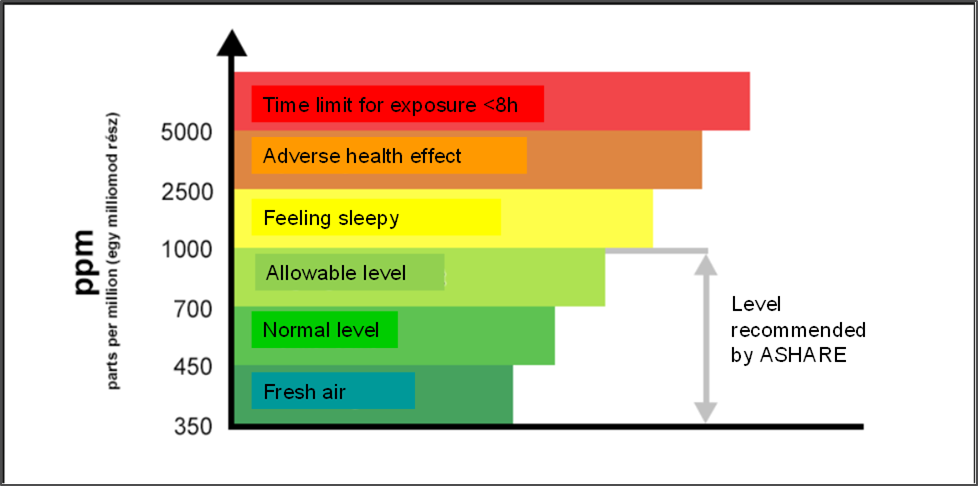 Time limit for exposure <8h
5000
Adverse health effect
2500
Feeling sleepy
1000
Allowable level
700
Normal level
450
Fresh air
350
ppm
parts per million (egy milliomod rész)
Level
recommended
by ASHARE